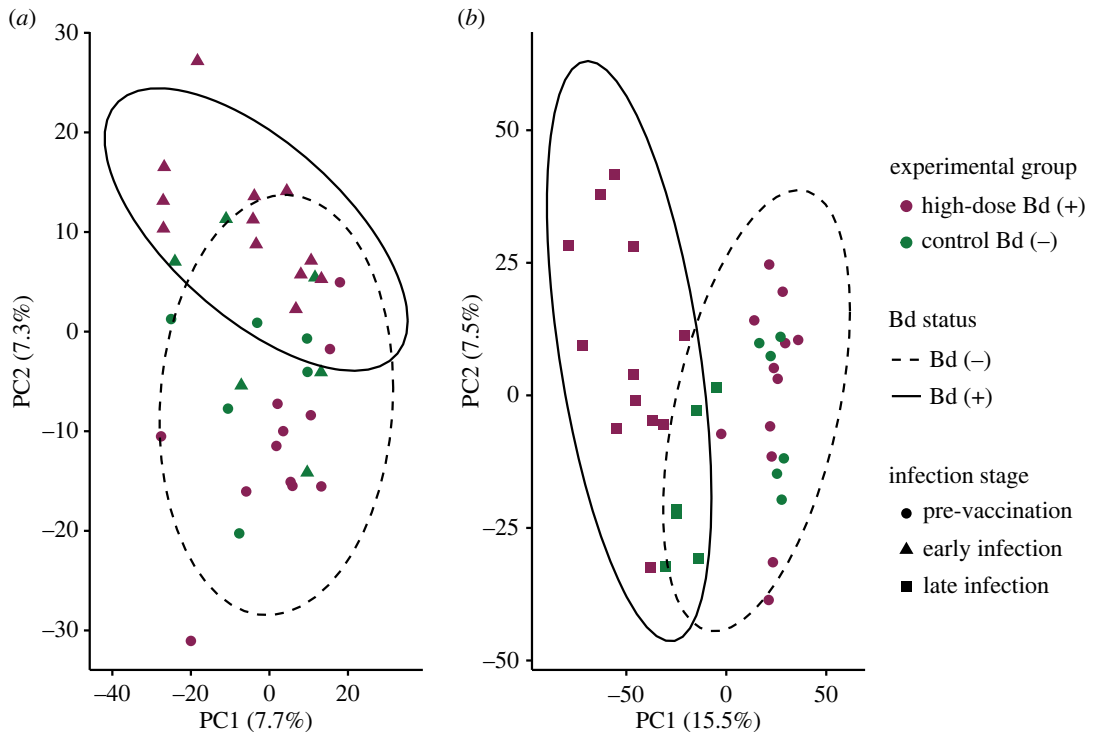 (a)
30
20
10
0
–10
–20
–30
PC2 (7.3%)
–40
–20
0
20
PC1 (7.7%)
(b)
50
25
0
–25
–50
PC2 (7.5%)
–50
0
50
PC1 (15.5%)
experimental group
high-dose Bd (+)
control Bd (–)
Bd status
Bd (–)
Bd (+)
infection stage
pre-vaccination
early infection
late infection